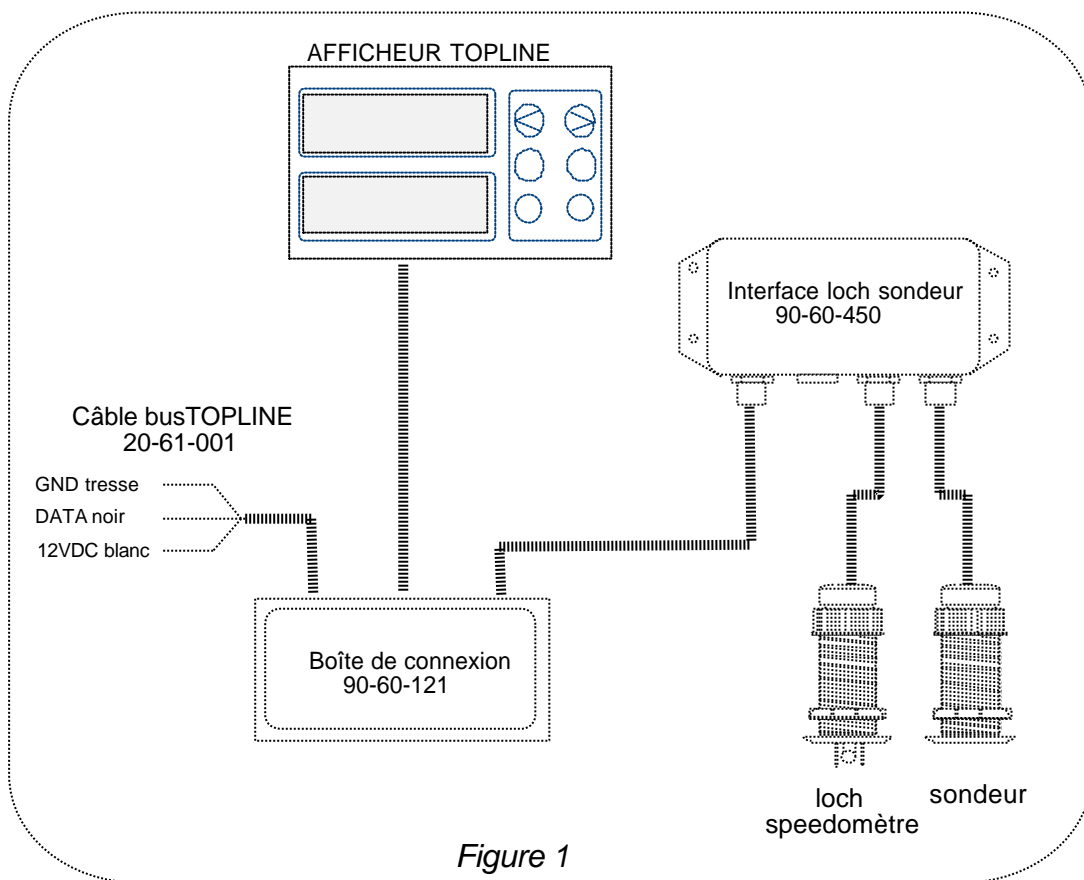 AFFICHEUR TOPLINE
Interface loch sondeur
90-60-450
Câble busTOPLINE
20-61-001
GND tresse
DATA noir
12VDC blanc
Boîte de connexion
90-60-121
loch
speedomètre
sondeur
Figure 1